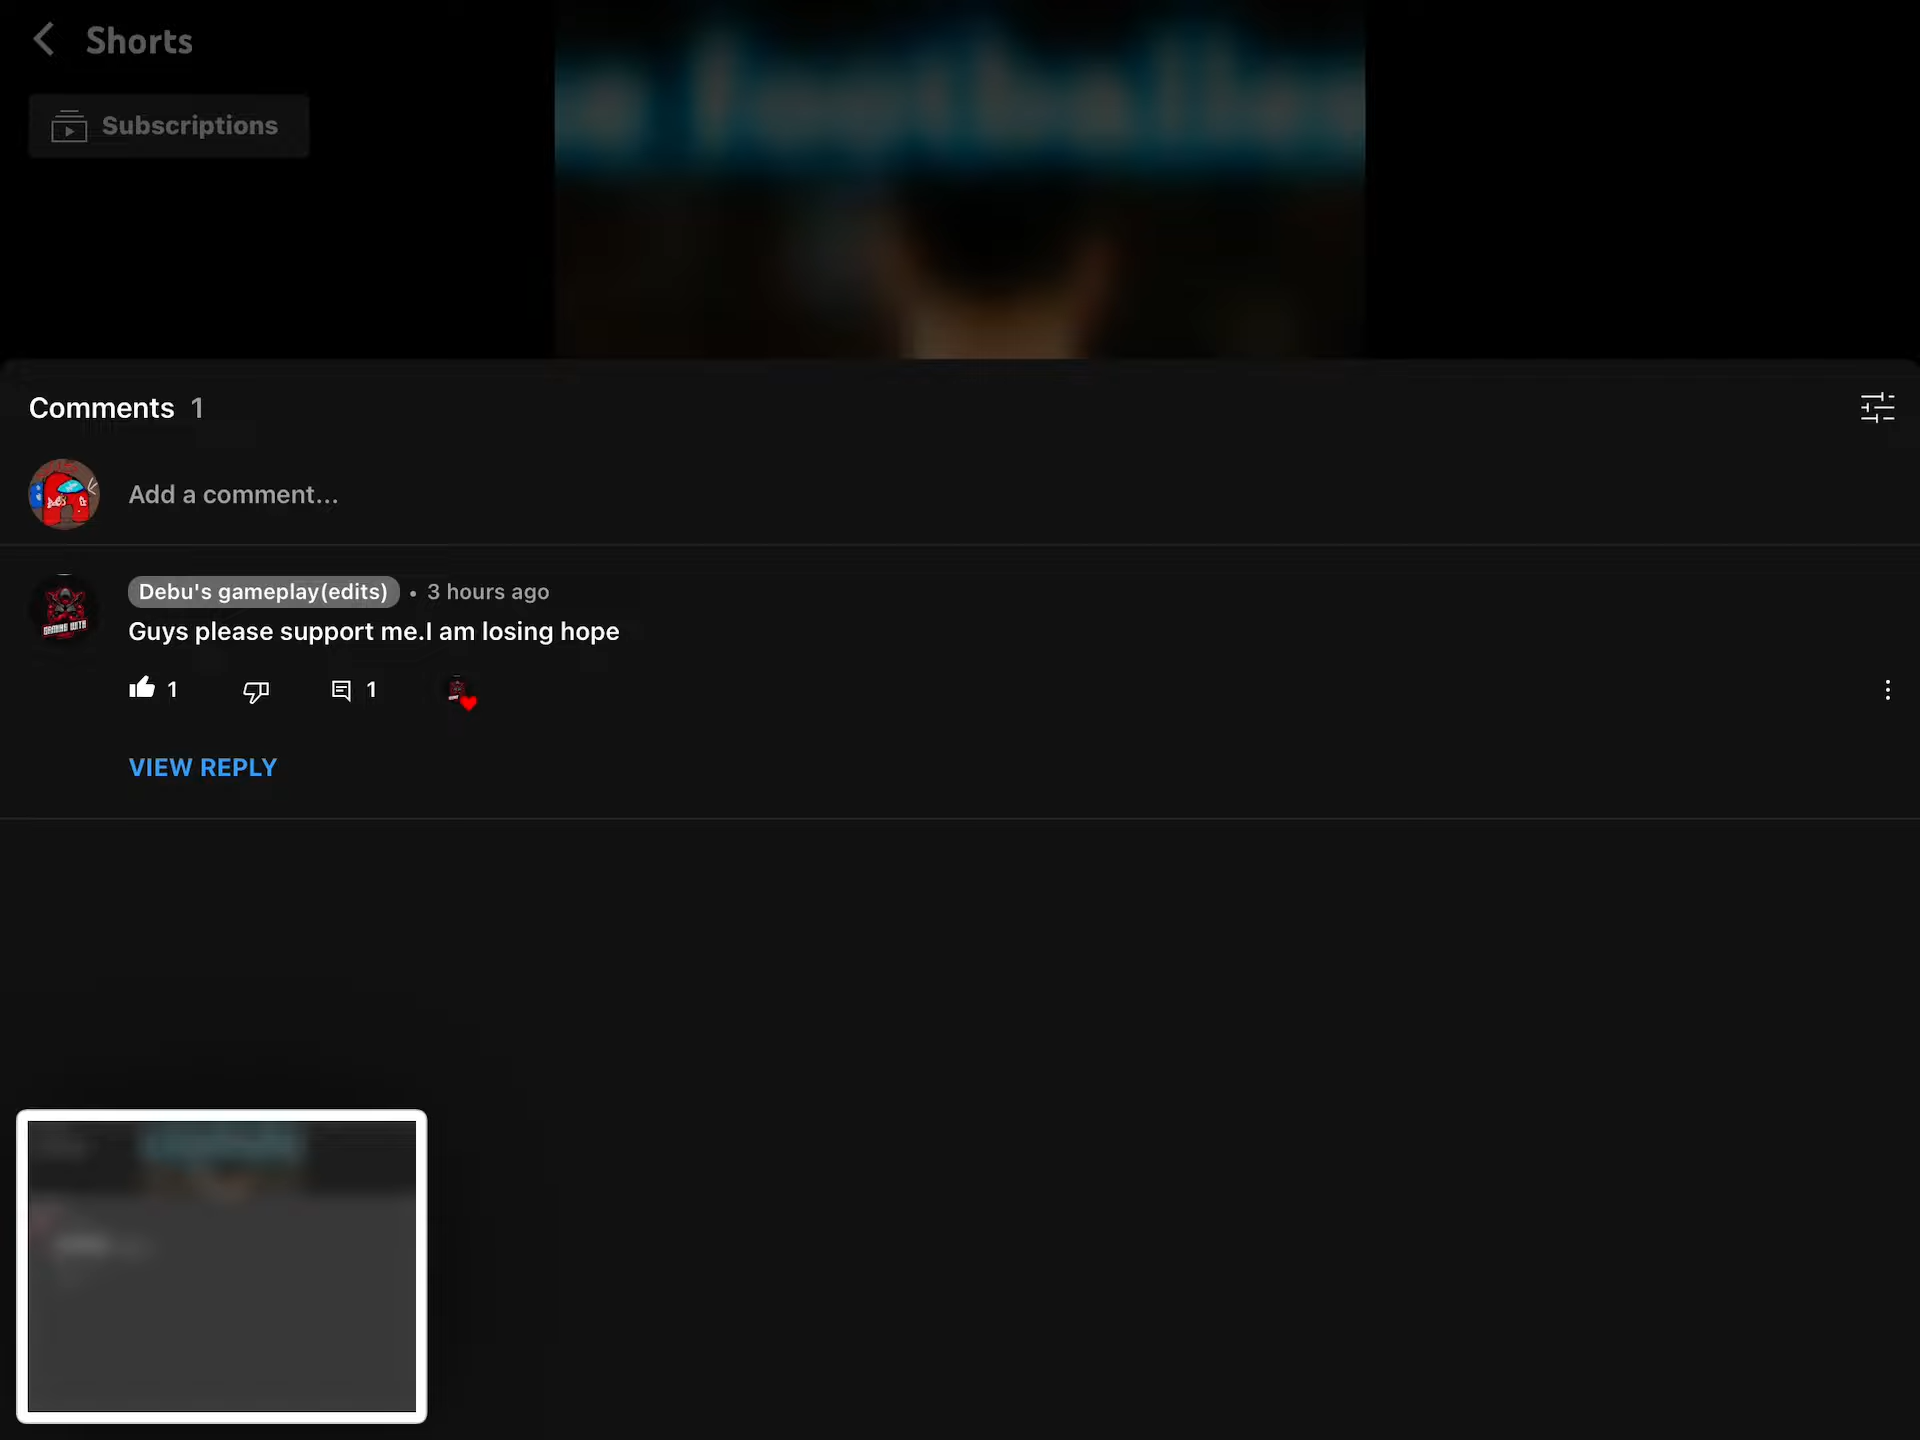 Shorts
Subscriptions
Comments 1
Add a comment...
Debu's gameplay(edits) • 3 hours ago
Guys please support me.I am losing hope
1
1
VIEW REPLY